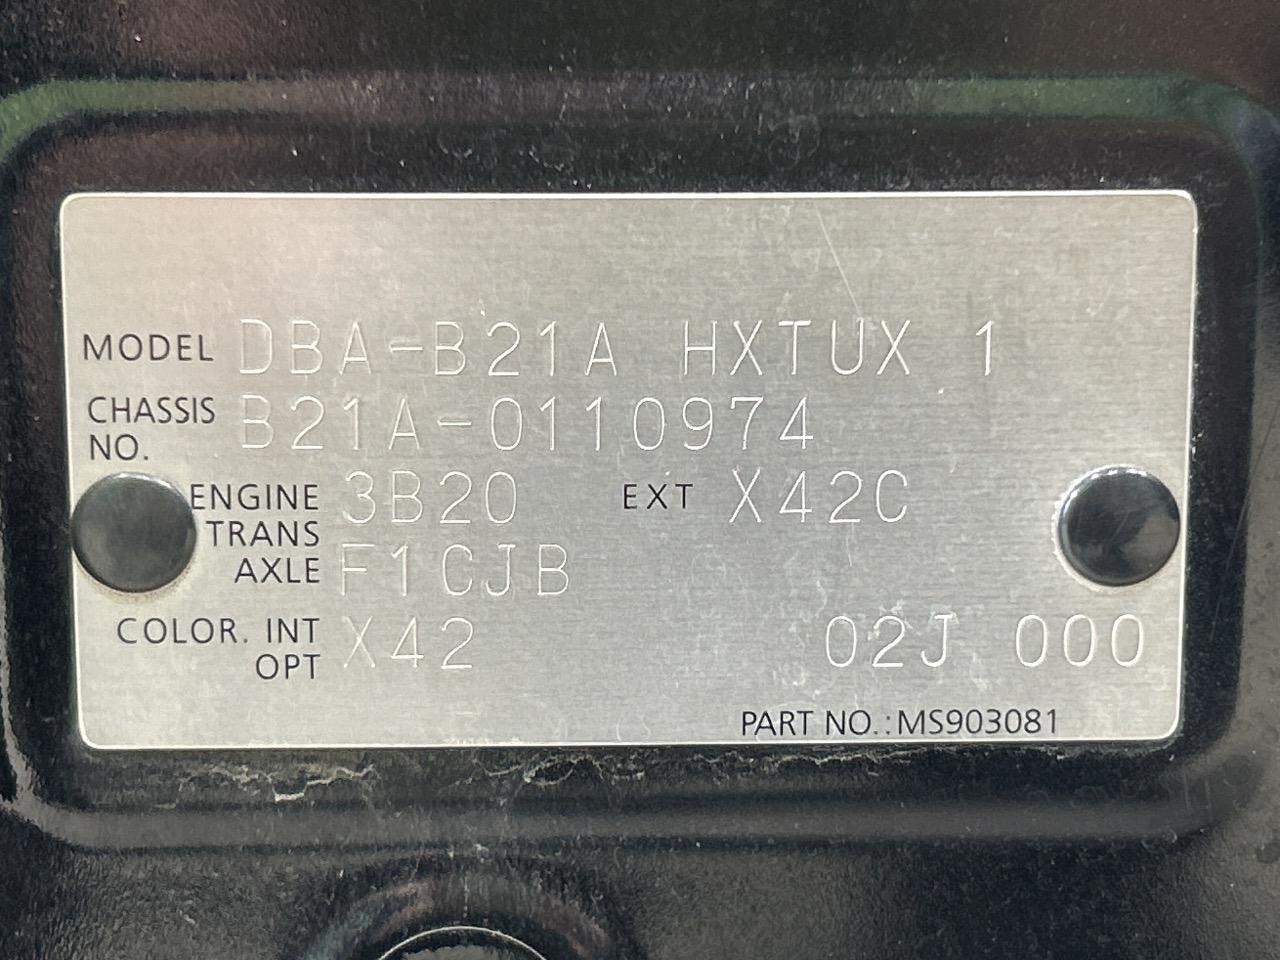 MODEL DBA-B21A HXTUX 1
CHASSIS NO. B21A-0110974
ENGINE 3B20 EXT X42C
TRANS AXLE F1CJB
COLOR. INT OPT X42 02J 000
PART NO.:MS903081